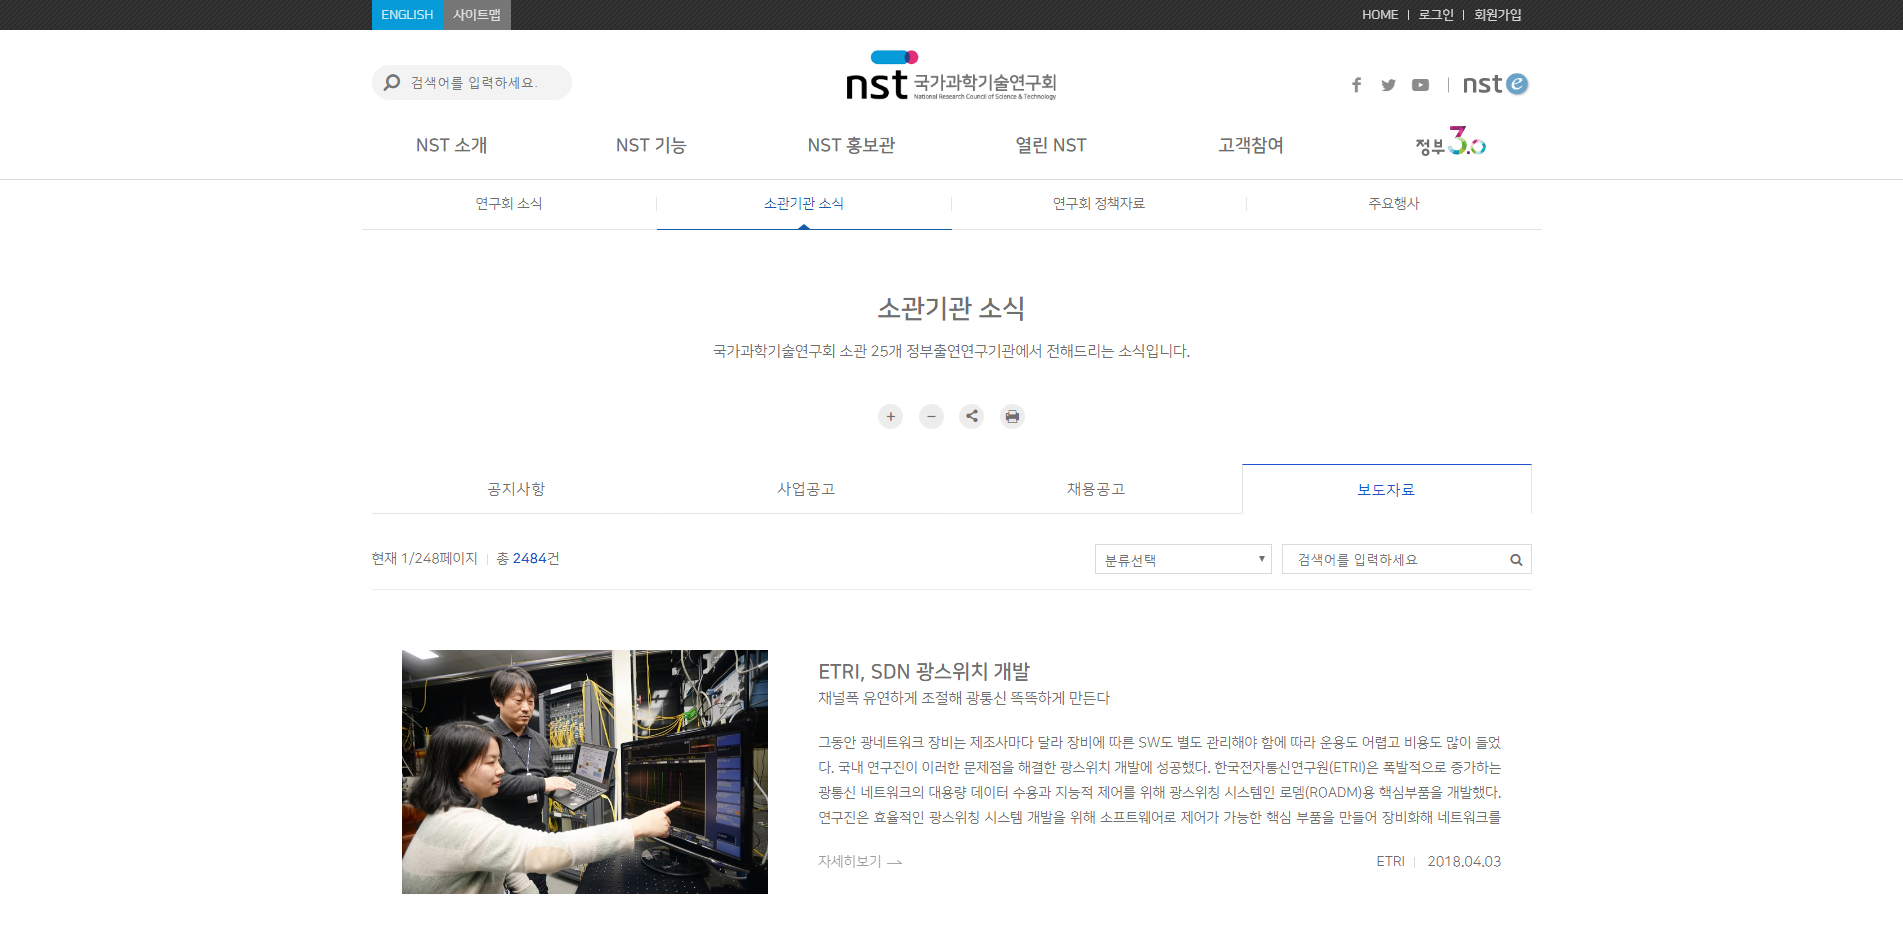 ENGLISH 사이트맵
HOME 로그인 회원가입
검색어를 입력하세요.
nst 국가과학기술연구회
National Research Council of Science & Technology
nst e
NST 소개 NST 기능 NST 홍보관 열린 NST 고객참여 정부3.0
연구회 소식 소관기관 소식 연구회 정책자료 주요행사
소관기관 소식
국가과학기술연구회 소관 25개 정부출연연구기관에서 전해드리는 소식입니다.
공지사항 사업공고 채용공고 보도자료
현재 1/248페이지 총 2484건 분류선택 검색어를 입력하세요
ETRI, SDN 광스위치 개발
채널폭 유연하게 조절해 광통신 똑똑하게 만든다
그동안 광네트워크 장비는 제조사마다 달라 장비에 따른 SW도 별도 관리해야 함에 따라 운용도 어렵고 비용도 많이 들었
다. 국내 연구진이 이러한 문제점을 해결한 광스위치 개발에 성공했다. 한국전자통신연구원(ETRI)은 폭발적으로 증가하는
광통신 네트워크의 대용량 데이터 수용과 지능적 제어를 위해 광스위칭 시스템인 로뎀(ROADM)용 핵심부품을 개발했다.
연구진은 효율적인 광스위칭 시스템 개발을 위해 소프트웨어로 제어가 가능한 핵심 부품을 만들어 장비화해 네트워크를
자세히보기 ETRI 2018.04.03